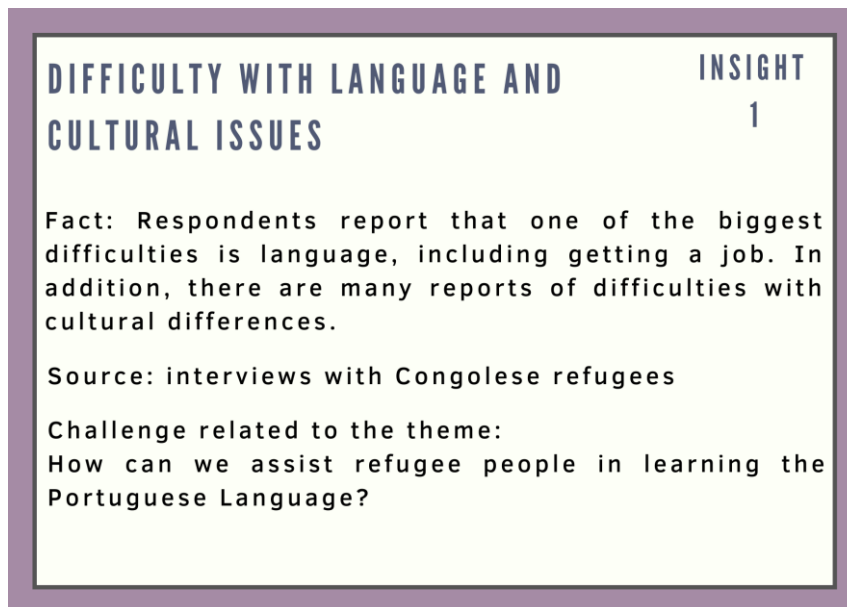 DIFFICULTY WITH LANGUAGE AND
CULTURAL ISSUES
INSIGHT
1
Fact: Respondents report that one of the biggest
difficulties is language, including getting a job. In
addition, there are many reports of difficulties with
cultural differences.
Source: interviews with Congolese refugees
Challenge related to the theme:
How can we assist refugee people in learning the
Portuguese Language?